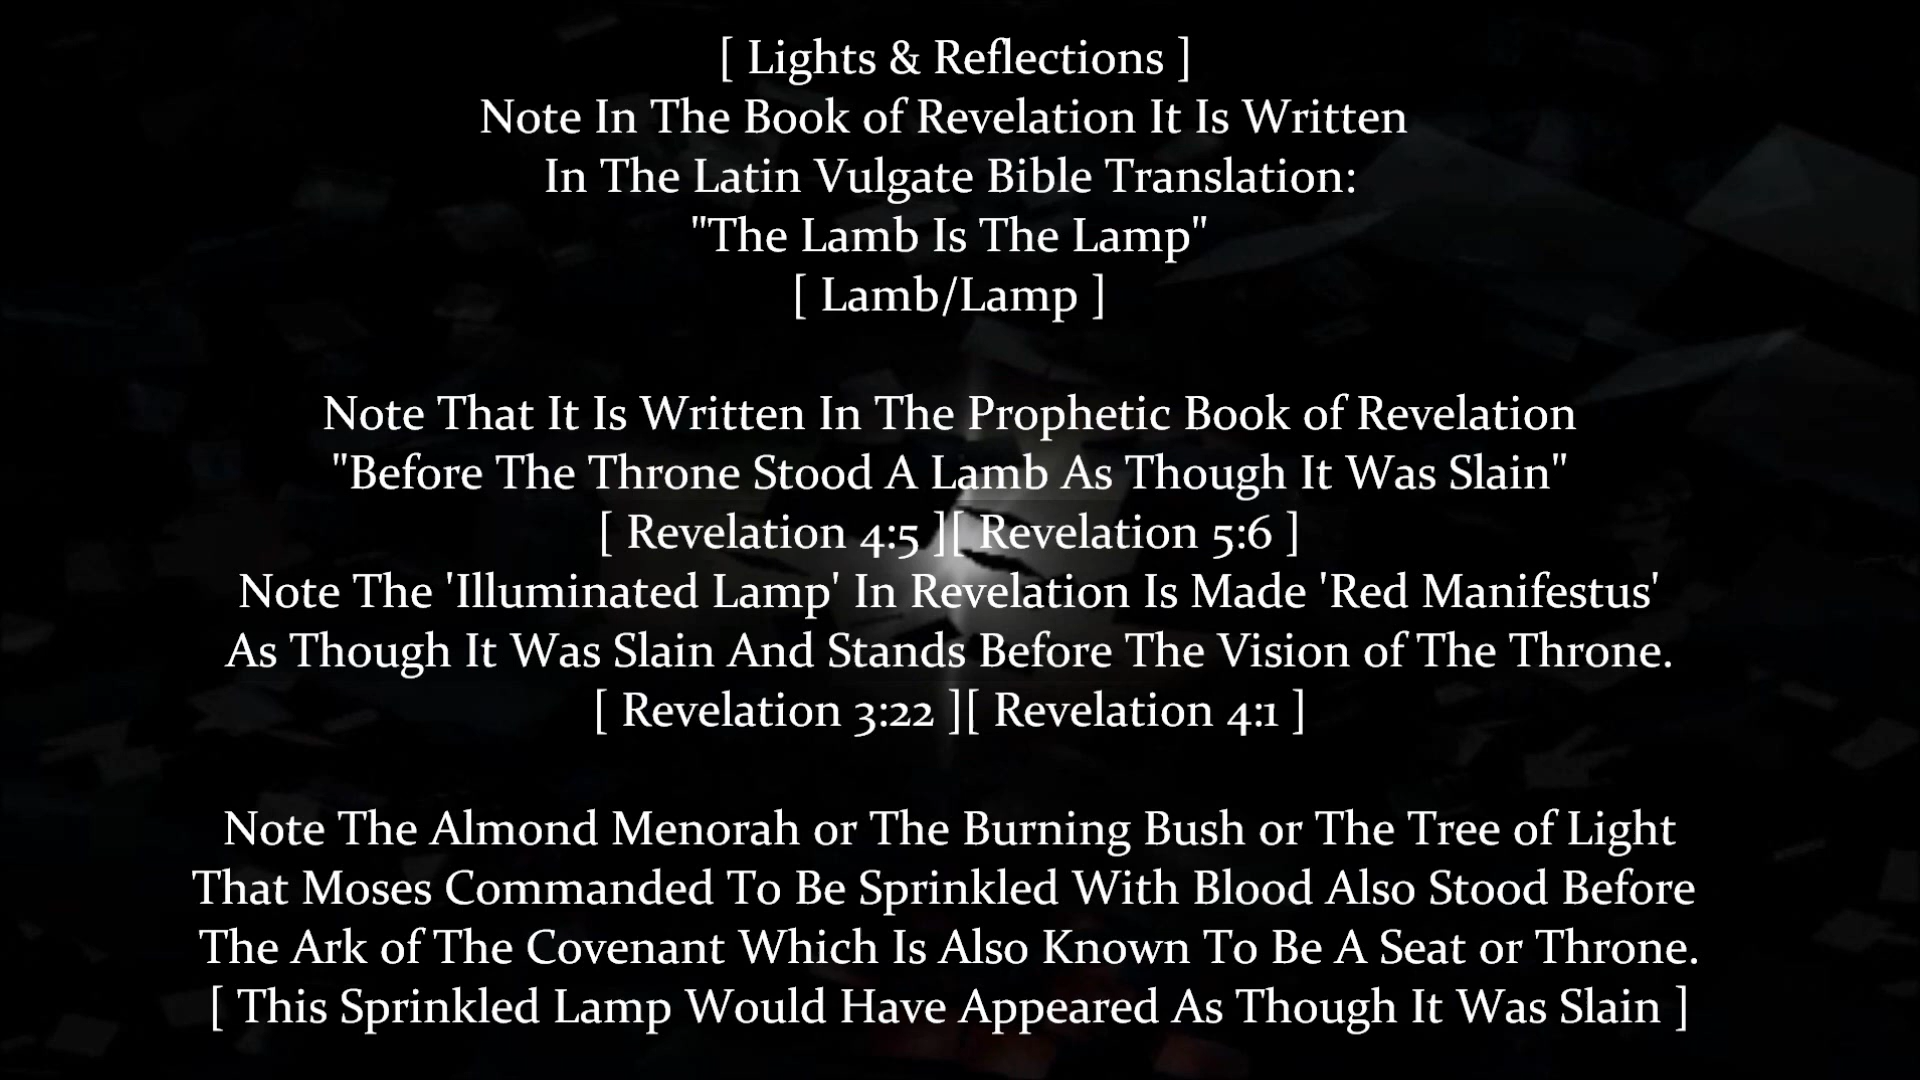 [ Lights & Reflections ]
Note In The Book of Revelation It Is Written
In The Latin Vulgate Bible Translation:
"The Lamb Is The Lamp"
[ Lamb/Lamp ]
Note That It Is Written In The Prophetic Book of Revelation
"Before The Throne Stood A Lamb As Though It Was Slain"
[ Revelation 4:5 ][ Revelation 5:6 ]
Note The 'Illuminated Lamp' In Revelation Is Made 'Red Manifestus'
As Though It Was Slain And Stands Before The Vision of The Throne.
[ Revelation 3:22 ][ Revelation 4:1 ]
Note The Almond Menorah or The Burning Bush or The Tree of Light
That Moses Commanded To Be Sprinkled With Blood Also Stood Before
The Ark of The Covenant Which Is Also Known To Be A Seat or Throne.
[ This Sprinkled Lamp Would Have Appeared As Though It Was Slain ]